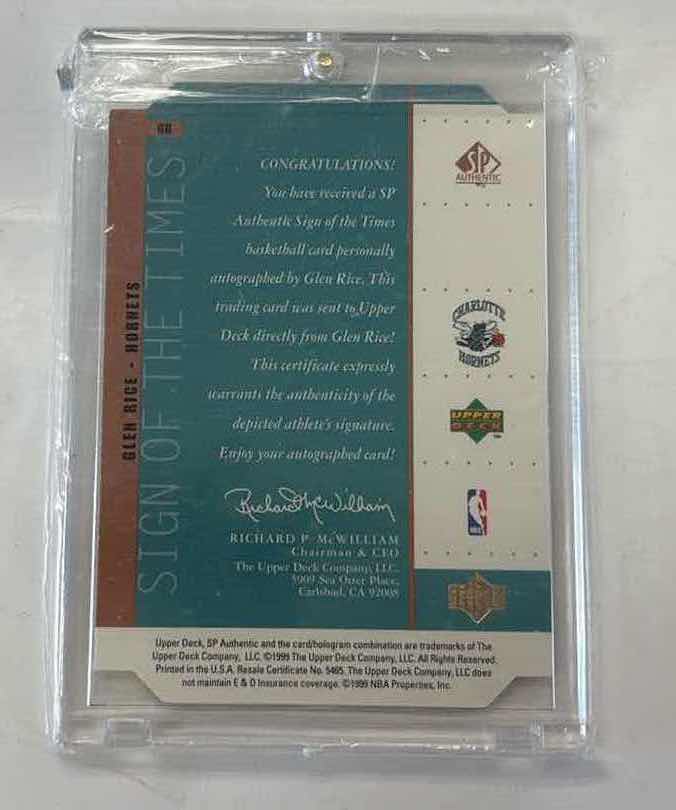 GR
GLEN RICE • HORNETS
SIGN OF THE TIMES
CONGRATULATIONS!
You have received a SP
Authentic Sign of the Times
basketball card personally
autographed by Glen Rice. This
trading card was sent to Upper
Deck directly from Glen Rice!
This certificate expressly
warrants the authenticity of the
depicted athlete's signature.
Enjoy your autographed card!
Richard McWilliam
RICHARD P. McWILLIAM
Chairman & CEO
The Upper Deck Company, LLC.
5909 Sea Otter Place,
Carlsbad, CA 92008
SP
AUTHENTIC
CHARLOTTE
HORNETS
UPPER
DECK
NBA
Upper Deck, SP Authentic and the card/hologram combination are trademarks of The
Upper Deck Company, LLC. ©1999 The Upper Deck Company, LLC. All Rights Reserved.
Printed in the U.S.A. Resale Certificate No. 5465. The Upper Deck Company, LLC does
not maintain E & O Insurance coverage. ©1999 NBA Properties, Inc.